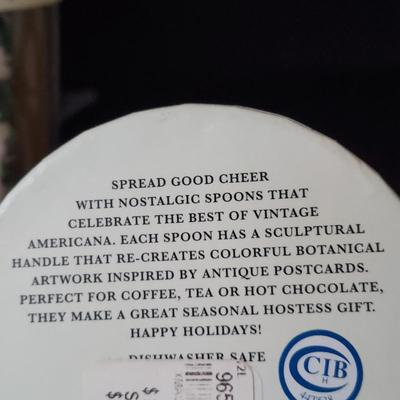 SPREAD GOOD CHEER
WITH NOSTALGIC SPOONS THAT
CELEBRATE THE BEST OF VINTAGE
AMERICANA. EACH SPOON HAS A SCULPTURAL
HANDLE THAT RE-CREATES COLORFUL BOTANICAL
ARTWORK INSPIRED BY ANTIQUE POSTCARDS.
PERFECT FOR COFFEE, TEA OR HOT CHOCOLATE,
THEY MAKE A GREAT SEASONAL HOSTESS GIFT.
HAPPY HOLIDAYS!
DISHWASHER SAFE
CIB
H